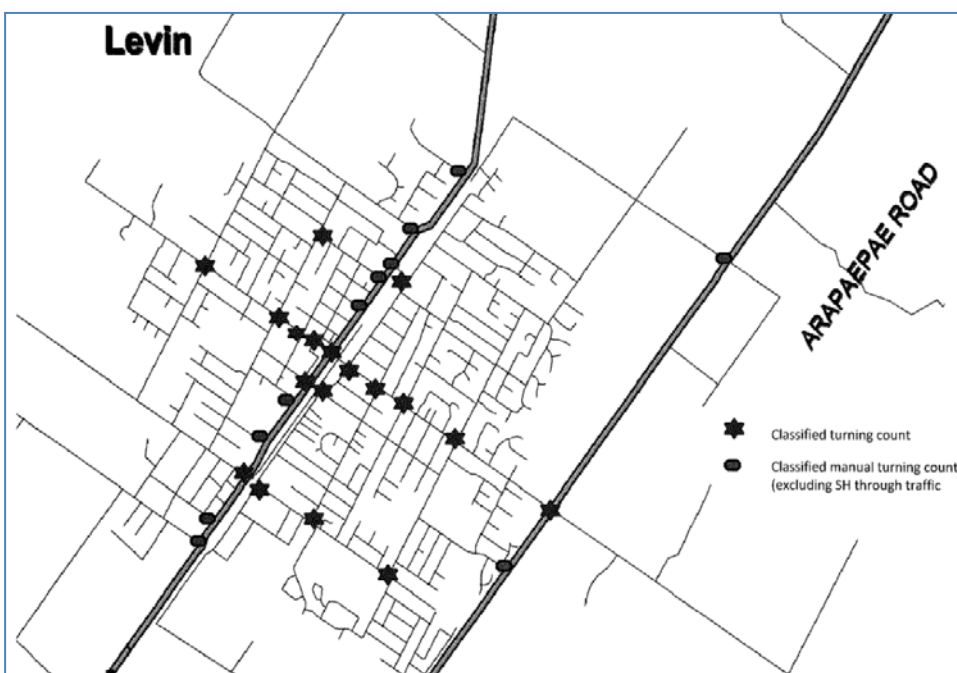 Levin
ARAPAEPAE ROAD
Classified turning count
Classified manual turning count
(excluding SH through traffic